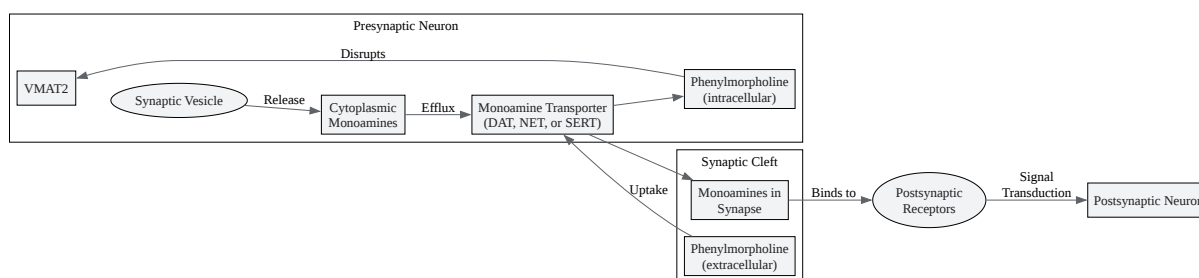 Presynaptic Neuron
Disrupts
VMAT2
Synaptic Vesicle
Release
Cytoplasmic
Monoamines
Efflux
Monoamine Transporter
(DAT, NET, or SERT)
Phenylmorpholine
(intracellular)
Synaptic Cleft
Uptake
Monoamines in
Synapse
Phenylmorpholine
(extracellular)
Binds to
Postsynaptic
Receptors
Signal
Transduction
Postsynaptic Neuron